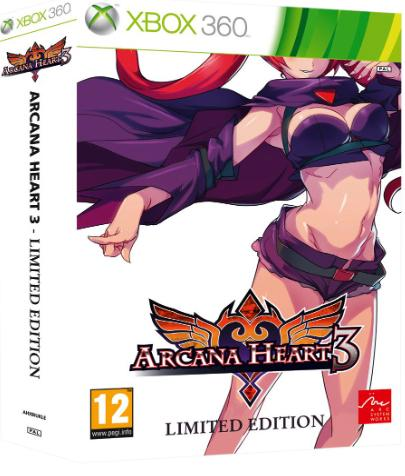 XBOX 360
ARCANA HEART 3
ARCANA HEART 3 - LIMITED EDITION
PAL
XBOX 360
PAL
ARCANA HEART 3
LIMITED EDITION
12
www.pegi.info
ARC
SYSTEM
WORKS